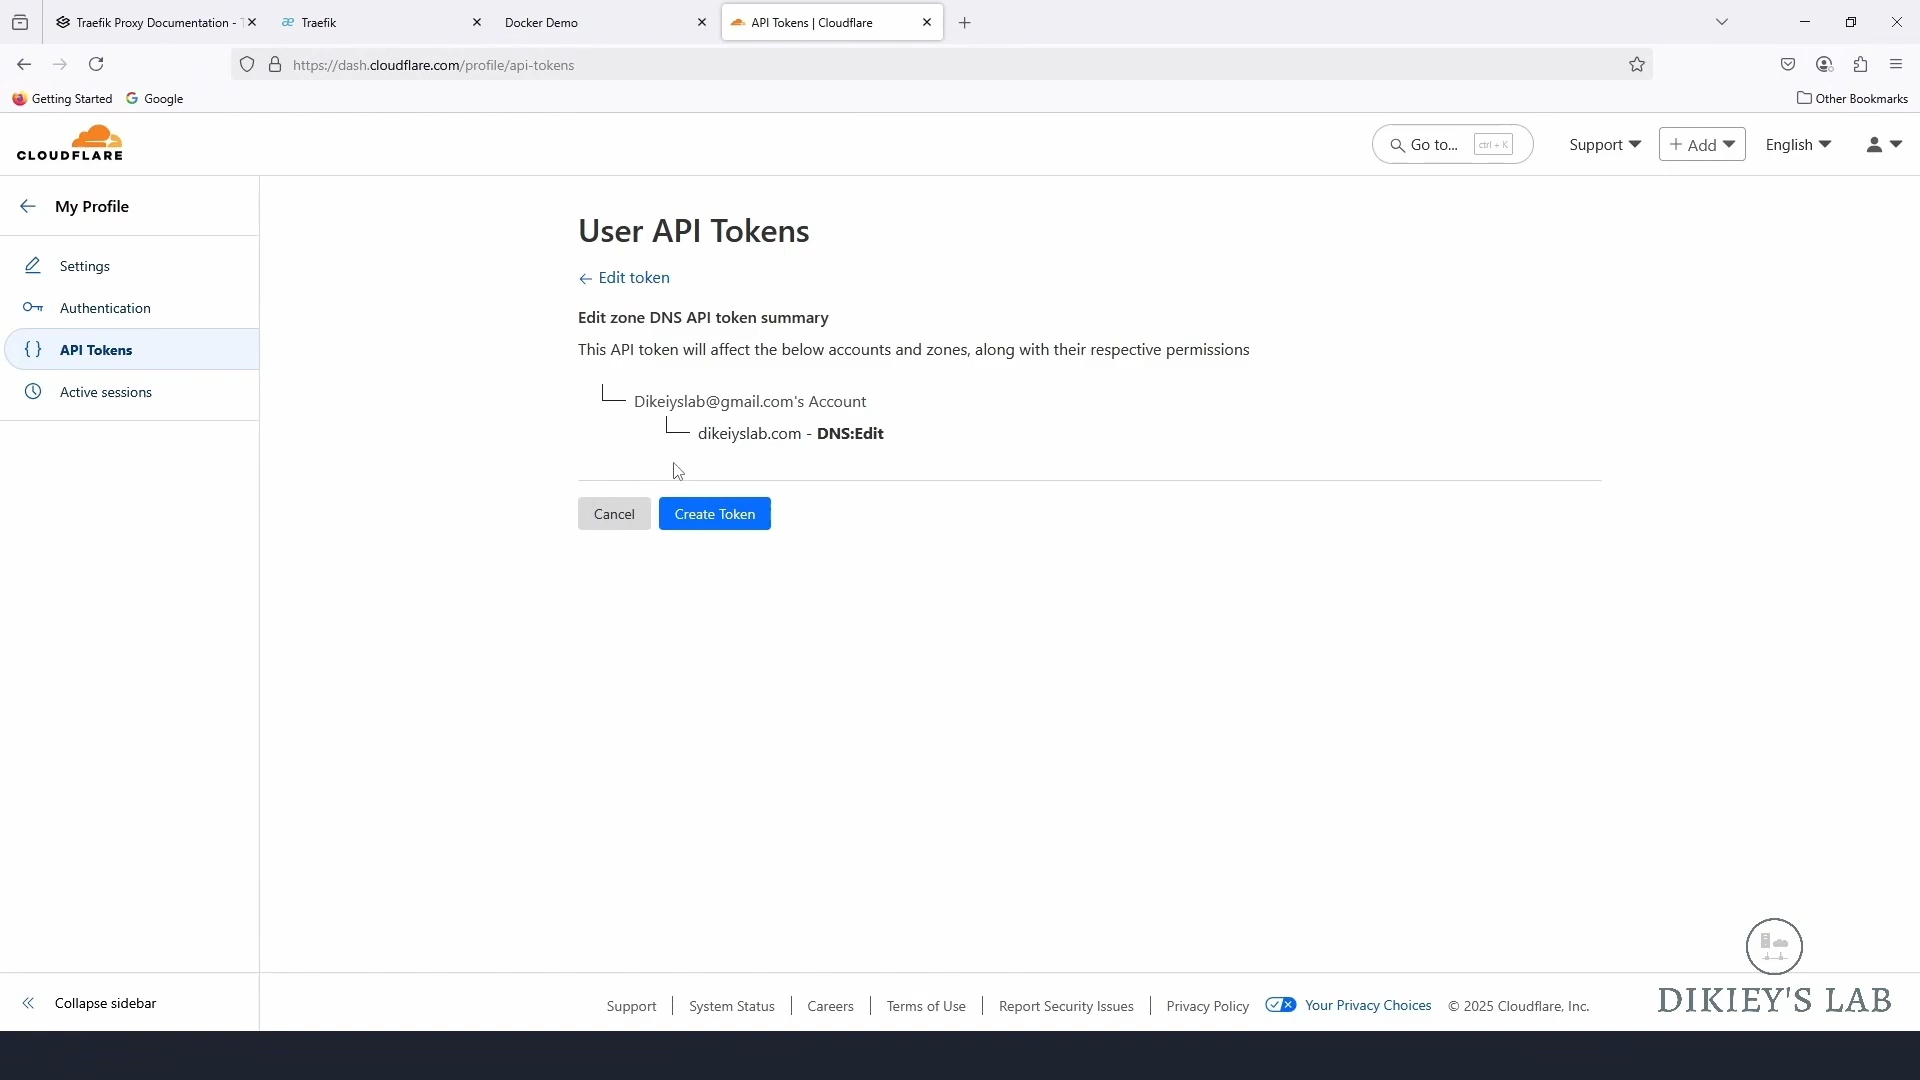 Traefik Proxy Documentation - T
Traefik
Docker Demo
API Tokens | Cloudflare
https://dash.cloudflare.com/profile/api-tokens
Getting Started
Google
Other Bookmarks
CLOUDFLARE
Go to...
ctrl + K
Support
+ Add
English
My Profile
Settings
Authentication
API Tokens
Active sessions
User API Tokens
← Edit token
Edit zone DNS API token summary
This API token will affect the below accounts and zones, along with their respective permissions
Dikeiyslab@gmail.com's Account
dikeiyslab.com - DNS:Edit
Cancel
Create Token
Collapse sidebar
Support
System Status
Careers
Terms of Use
Report Security Issues
Privacy Policy
Your Privacy Choices
© 2025 Cloudflare, Inc.
DIKIEY'S LAB